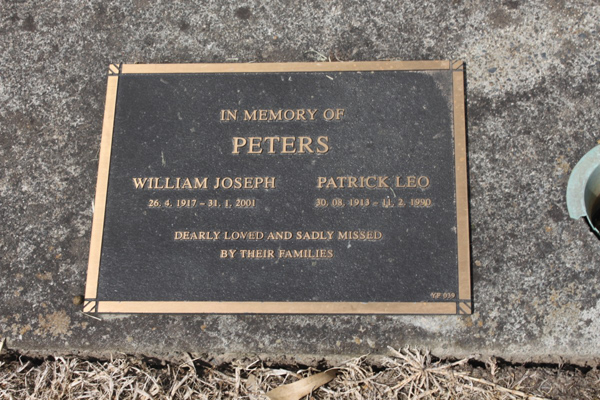 IN MEMORY OF
PETERS
WILLIAM JOSEPH PATRICK LEO
26. 4. 1917 - 31. 1. 2001 30. 08. 1913 - 11. 2. 1990
DEARLY LOVED AND SADLY MISSED
BY THEIR FAMILIES